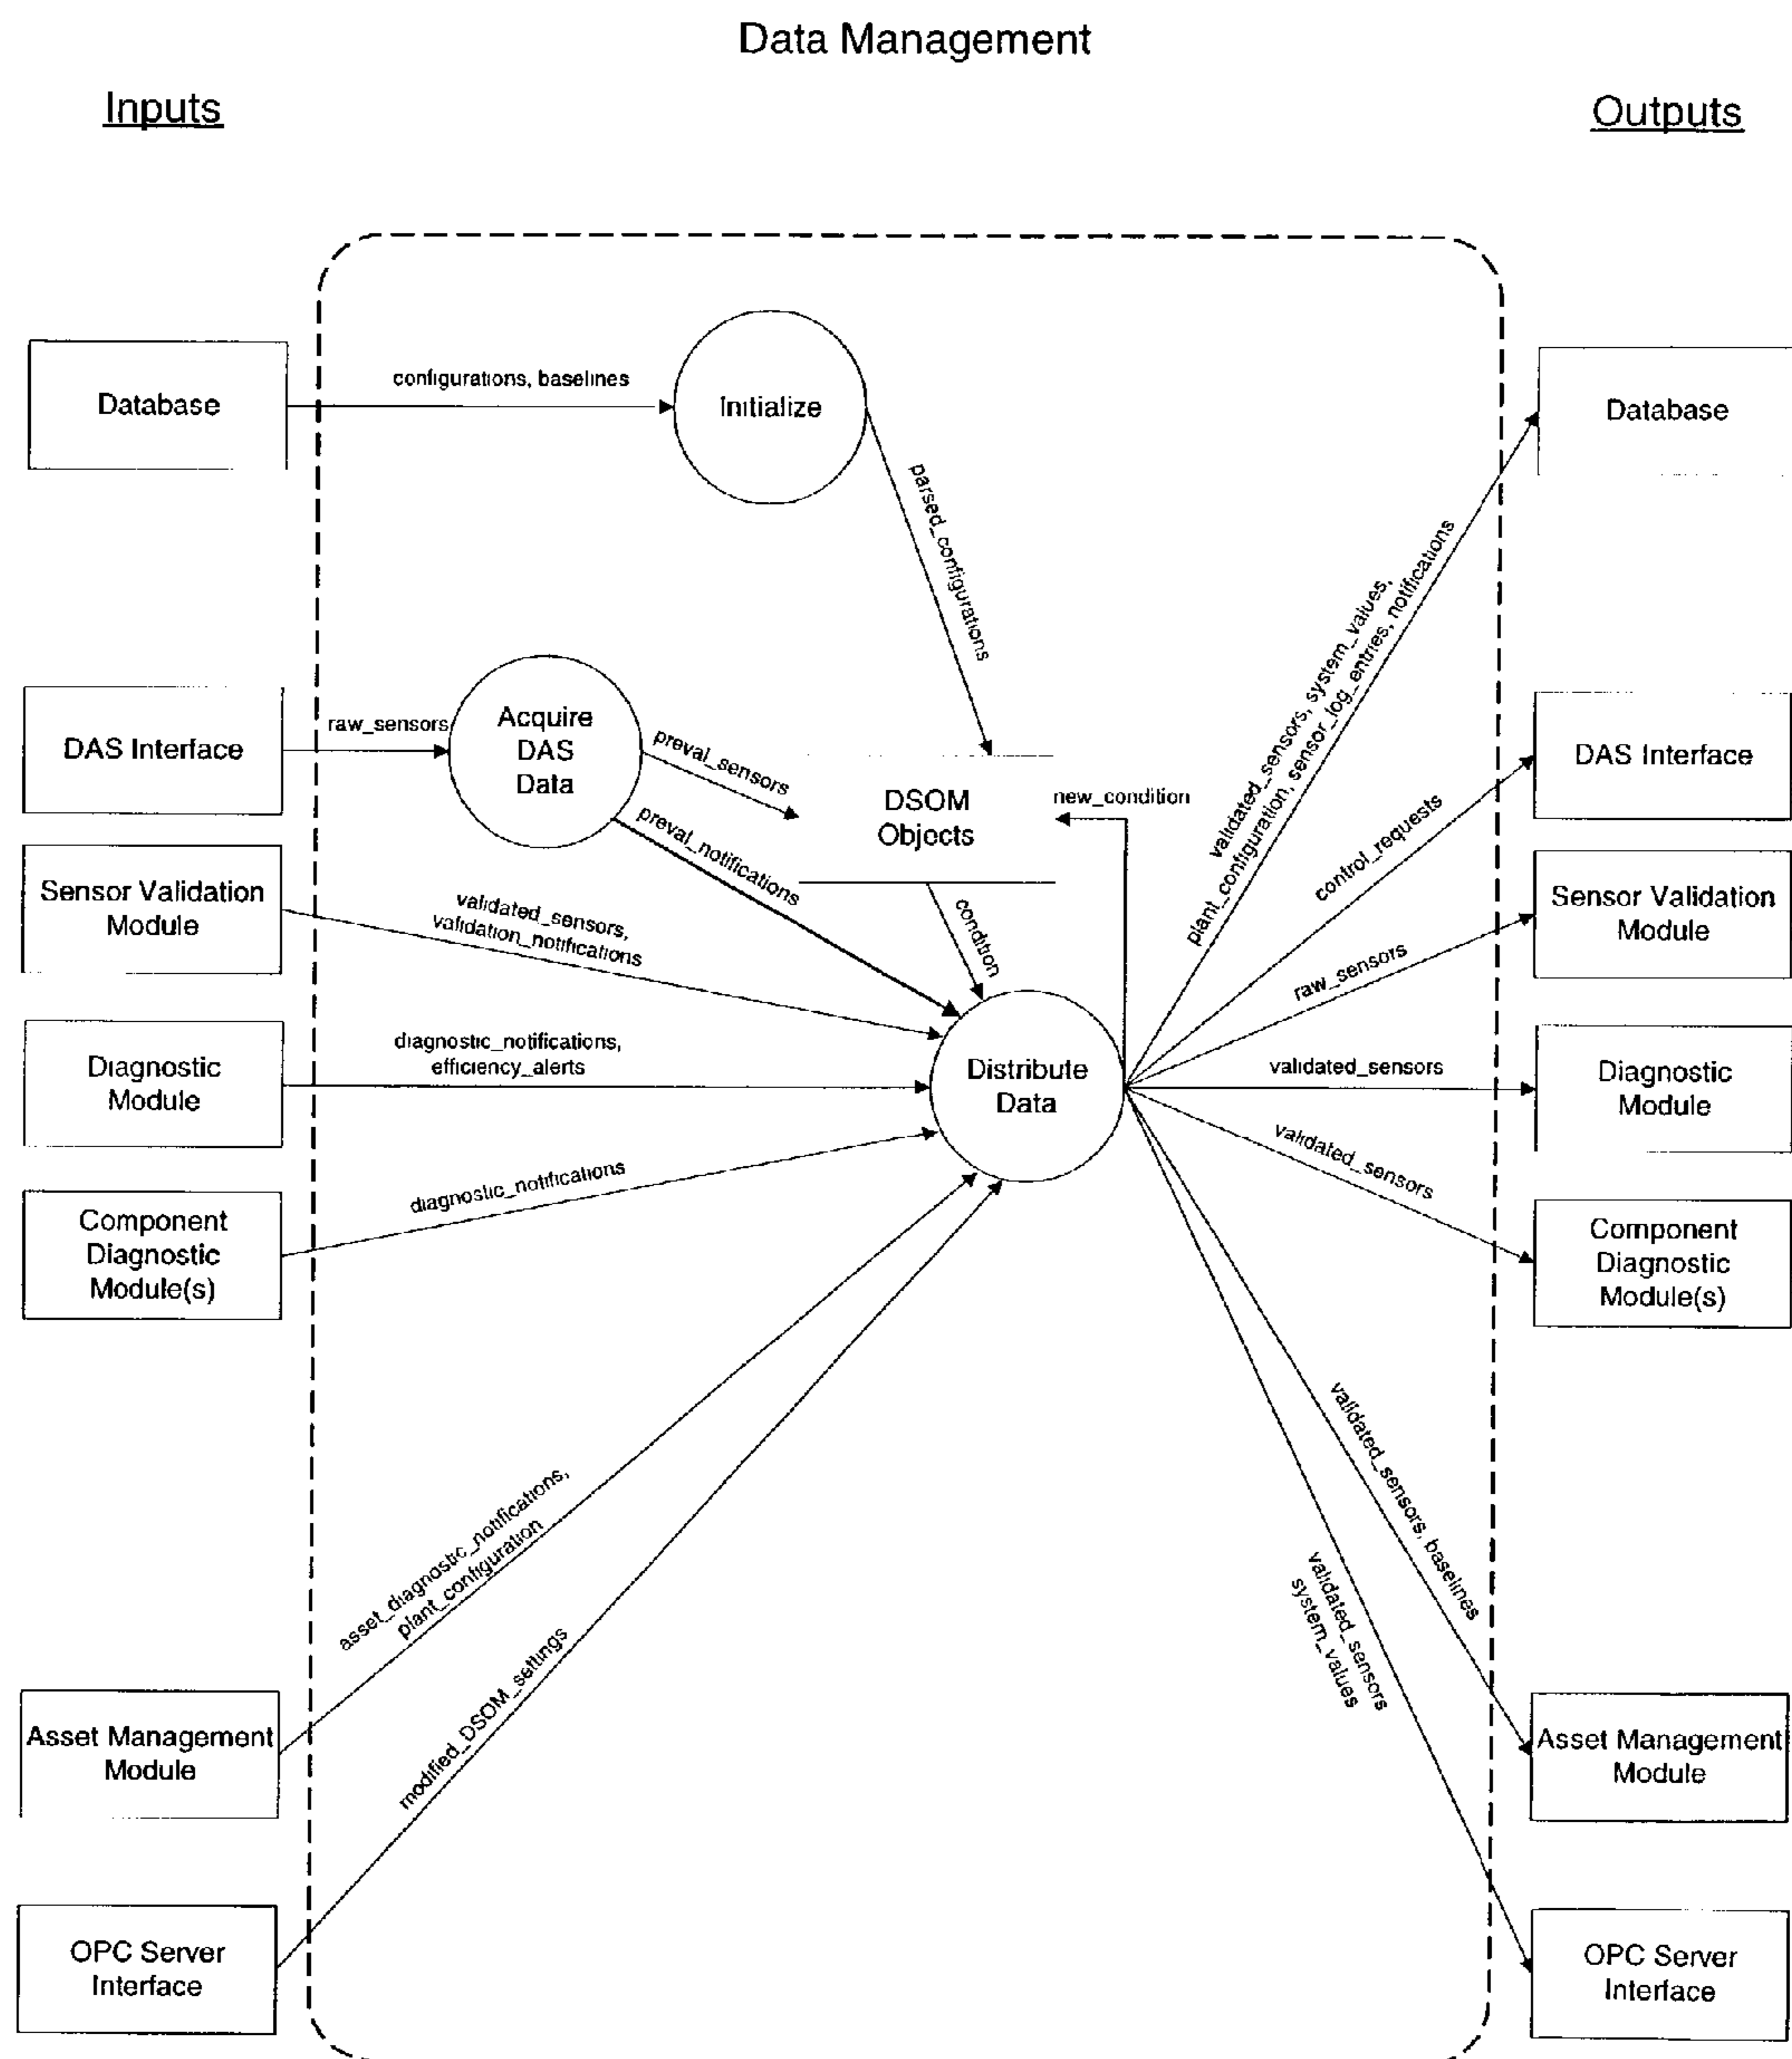 Data Management
Inputs
Outputs
Database
configurations, baselines
Initialize
Database
parsed_configurations
validated_sensors, system_values,
plant_configuration, sensor_log_entries, notifications
DAS Interface
raw_sensors
Acquire
DAS
Data
preval_sensors
preval_notifications
DSOM
Objects
new_condition
condition
control_requests
DAS Interface
Sensor Validation
Module
validated_sensors,
validation_notifications
raw_sensors
Sensor Validation
Module
Diagnostic
Module
diagnostic_notifications,
efficiency_alerts
Distribute
Data
validated_sensors
Diagnostic
Module
Component
Diagnostic
Module(s)
diagnostic_notifications
validated_sensors
Component
Diagnostic
Module(s)
asset_diagnostic_notifications,
plant_configuration
validated_sensors, baselines
Asset Management
Module
modified_DSOM_settings
validated_sensors
system_values
Asset Management
Module
OPC Server
Interface
OPC Server
Interface